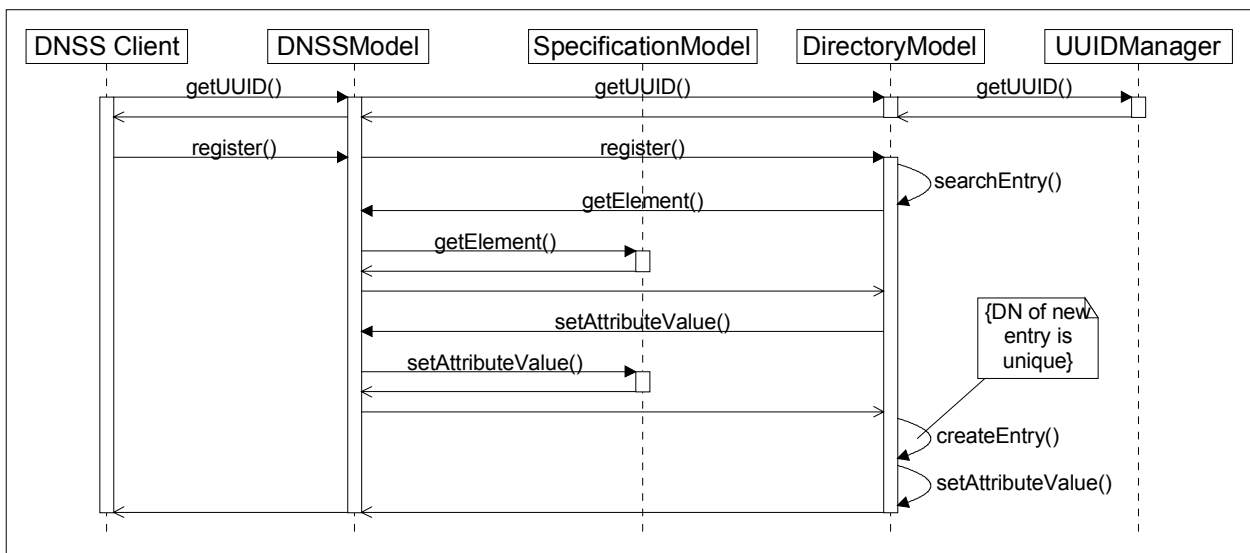 DNSS Client
DNSSModel
SpecificationModel
DirectoryModel
UUIDManager
getUUID()
getUUID()
getUUID()
register()
register()
searchEntry()
getElement()
getElement()
setAttributeValue()
{DN of new
entry is
unique}
setAttributeValue()
createEntry()
setAttributeValue()